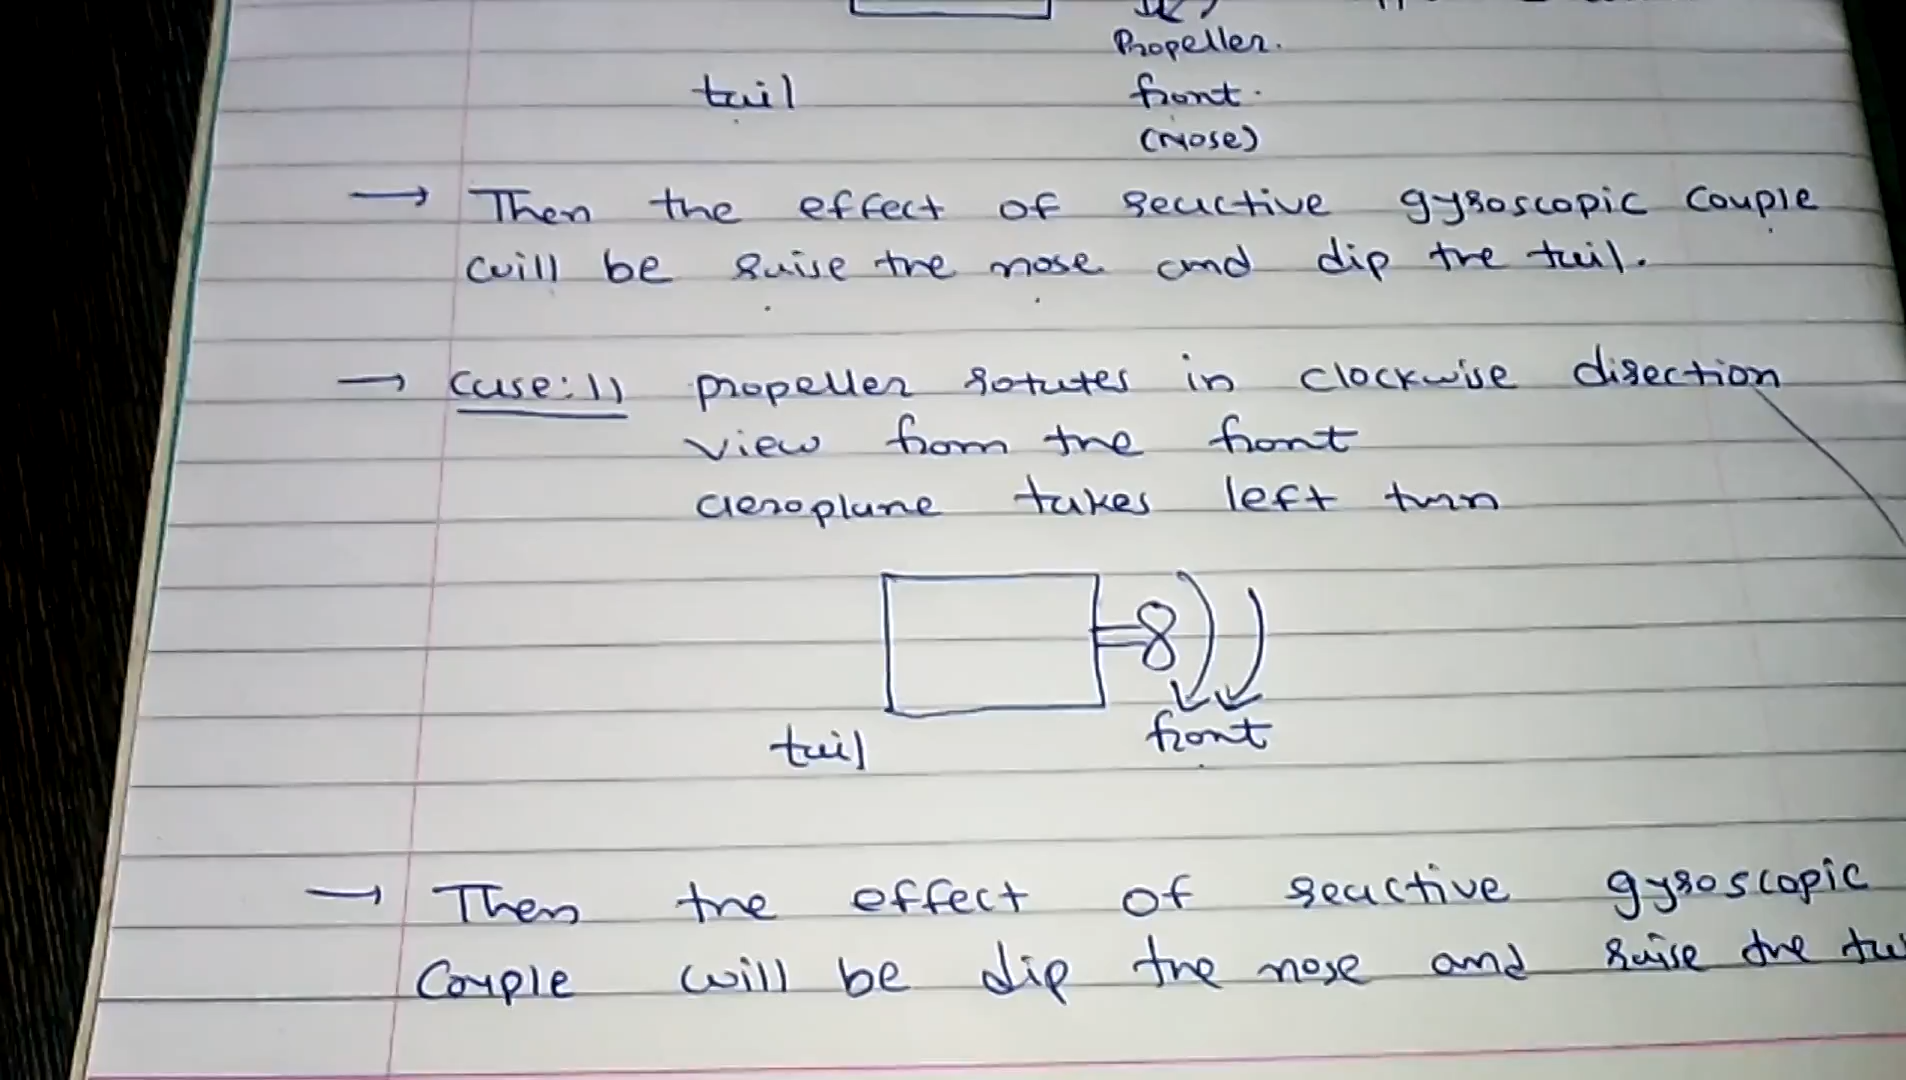 Propeller.
tail front.
(Nose)
→ Then the effect of reactive gyroscopic couple
will be raise the nose and dip the tail.
→ Case: 11 propeller rotates in clockwise direction
view from the front
aeroplane takes left turn
tail front
→ Then the effect of reactive gyroscopic
Couple will be dip the nose and raise the